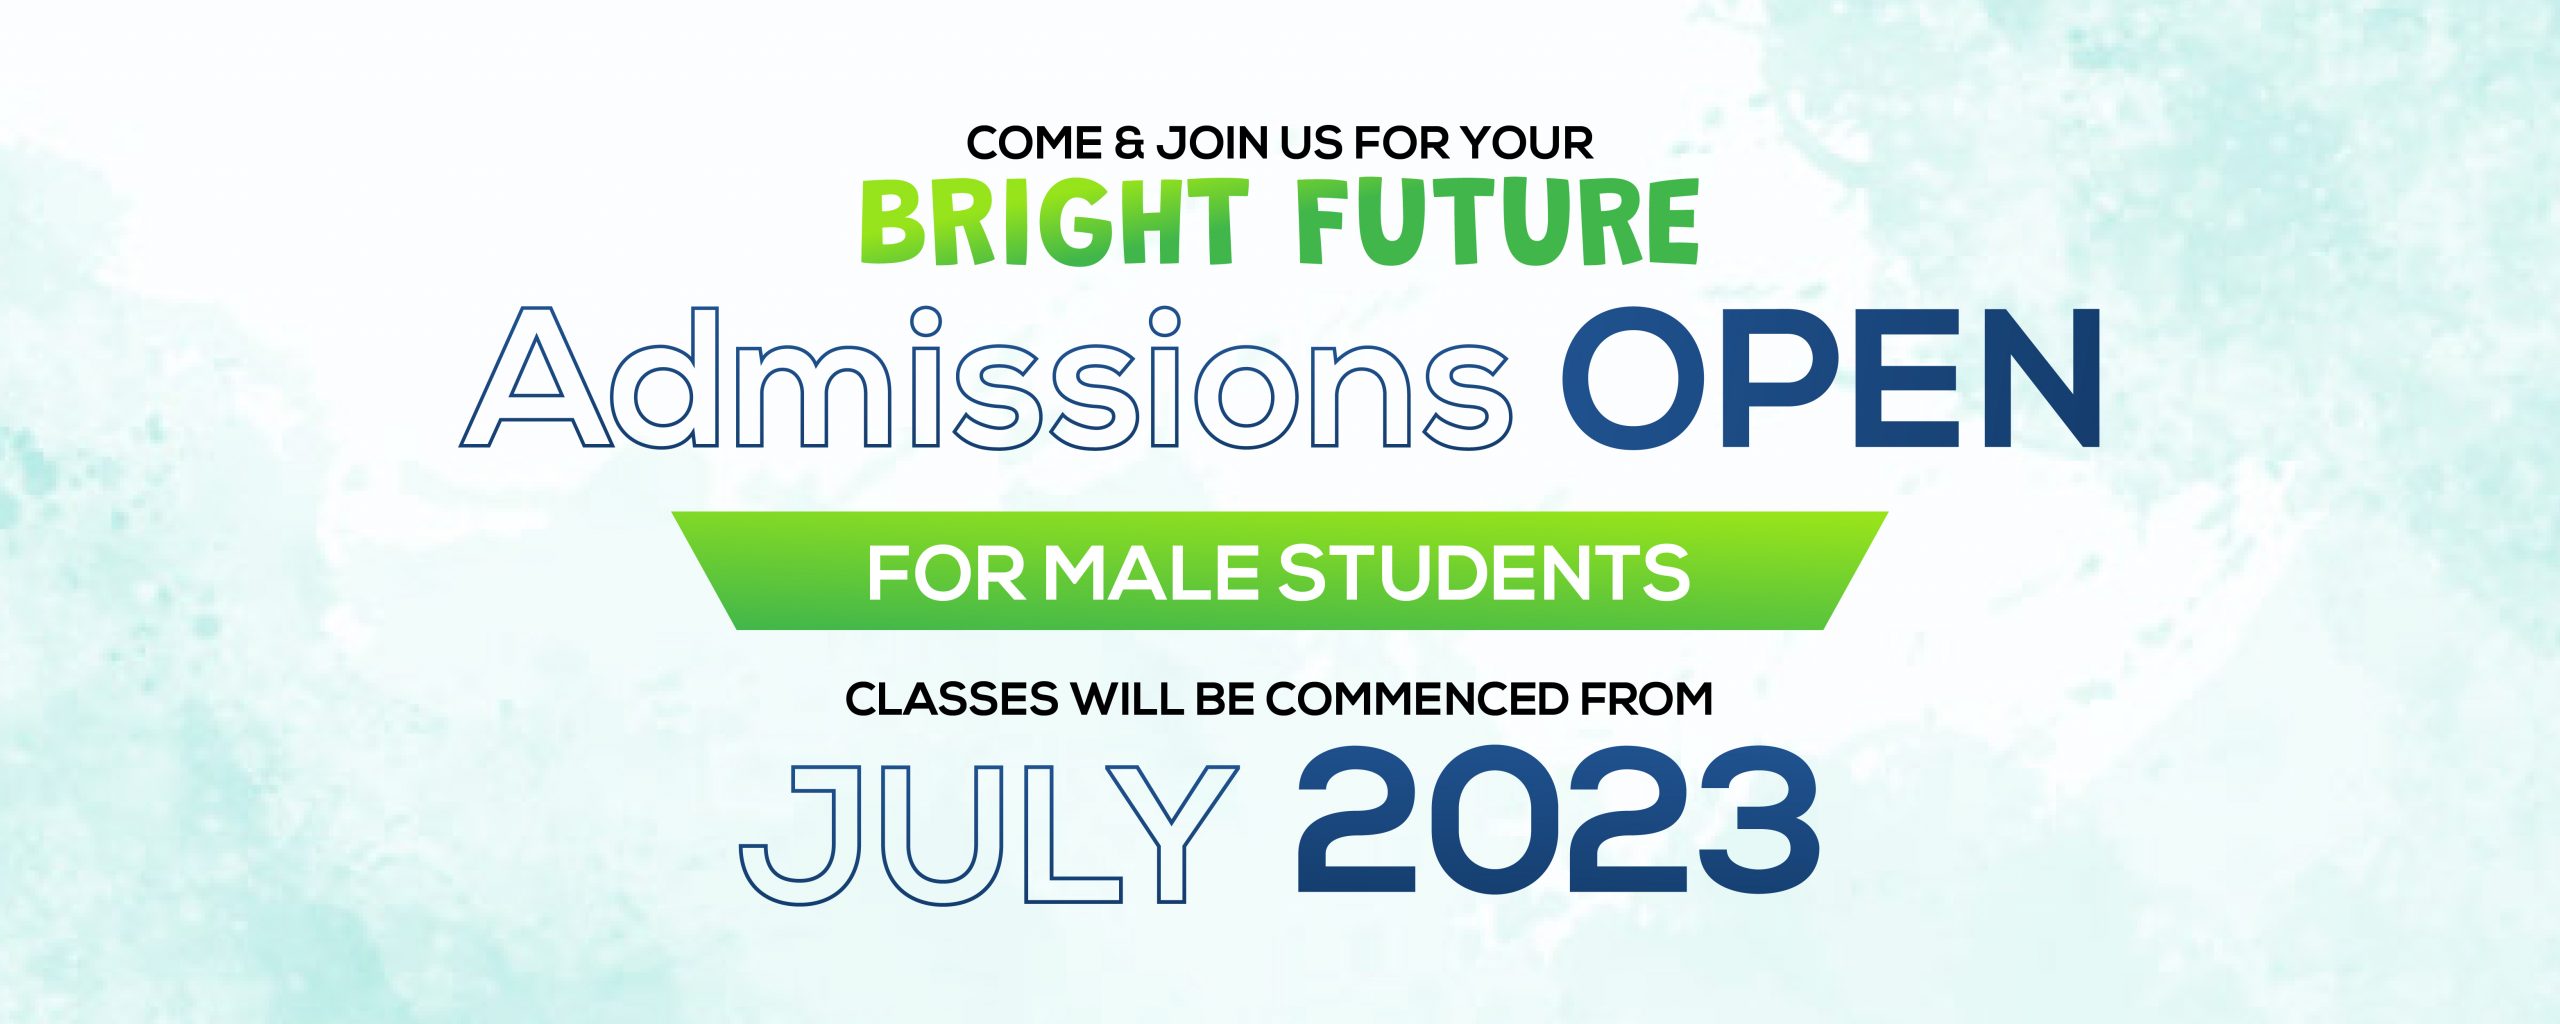 COME & JOIN US FOR YOUR
BRIGHT FUTURE
Admissions OPEN
FOR MALE STUDENTS
CLASSES WILL BE COMMENCED FROM
JULY 2023